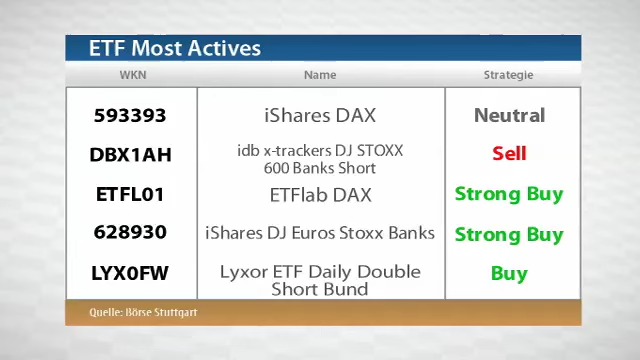 ETF Most Actives
WKN Name Strategie
593393 iShares DAX Neutral
DBX1AH idb x-trackers DJ STOXX 600 Banks Short Sell
ETFL01 ETFlab DAX Strong Buy
628930 iShares DJ Euros Stoxx Banks Strong Buy
LYX0FW Lyxor ETF Daily Double Short Bund Buy
Quelle: Börse Stuttgart